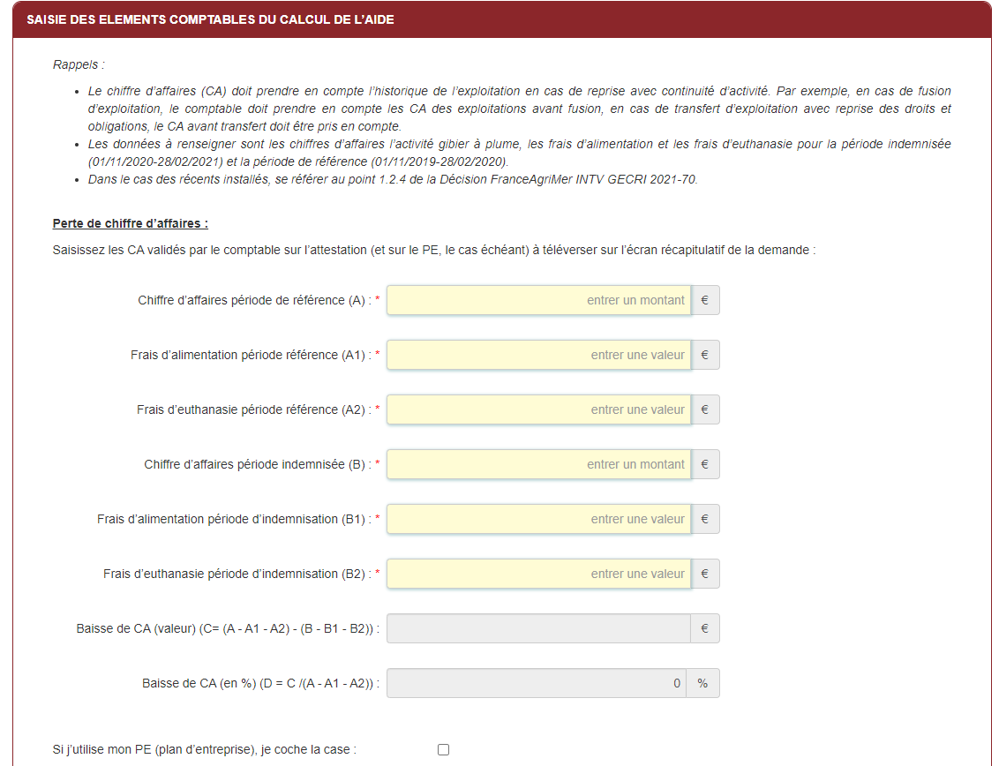 SAISIE DES ELEMENTS COMPTABLES DU CALCUL DE L'AIDE
Rappels :
• Le chiffre d'affaires (CA) doit prendre en compte l'historique de l'exploitation en cas de reprise avec continuité d'activité. Par exemple, en cas de fusion
d'exploitation, le comptable doit prendre en compte les CA des exploitations avant fusion, en cas de transfert d'exploitation avec reprise des droits et
obligations, le CA avant transfert doit être pris en compte.
• Les données à renseigner sont les chiffres d'affaires l'activité gibier à plume, les frais d'alimentation et les frais d'euthanasie pour la période indemnisée
(01/11/2020-28/02/2021) et la période de référence (01/11/2019-28/02/2020).
• Dans le cas des récents installés, se référer au point 1.2.4 de la Décision FranceAgriMer INTV GECRI 2021-70.
Perte de chiffre d'affaires :
Saisissez les CA validés par le comptable sur l'attestation (et sur le PE, le cas échéant) à téléverser sur l'écran récapitulatif de la demande :
Chiffre d'affaires période de référence (A) : * entrer un montant €
Frais d'alimentation période référence (A1) : * entrer une valeur €
Frais d'euthanasie période référence (A2) : * entrer une valeur €
Chiffre d'affaires période indemnisée (B) : * entrer un montant €
Frais d'alimentation période d'indemnisation (B1) : * entrer une valeur €
Frais d'euthanasie période d'indemnisation (B2) : * entrer une valeur €
Baisse de CA (valeur) (C= (A - A1 - A2) - (B - B1 - B2)) : €
Baisse de CA (en %) (D = C /(A - A1 - A2)) : 0 %
Si j'utilise mon PE (plan d'entreprise), je coche la case :